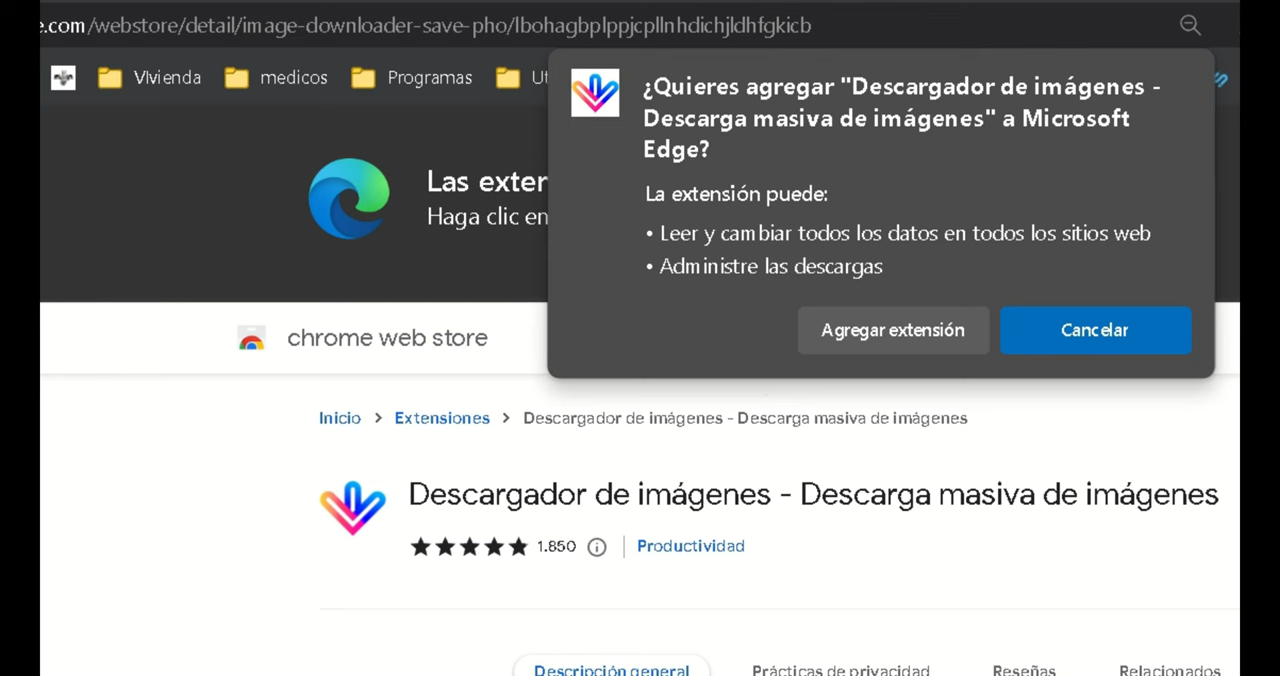 e.com/webstore/detail/image-downloader-save-pho/lbohagbplppjcpllnhdichjldhfgkicb
VIvienda
medicos
Programas
Ut
¿Quieres agregar "Descargador de imágenes -
Descarga masiva de imágenes" a Microsoft
Edge?
La extensión puede:
• Leer y cambiar todos los datos en todos los sitios web
• Administre las descargas
Agregar extensión
Cancelar
Las exter
Haga clic en
chrome web store
Inicio > Extensiones > Descargador de imágenes - Descarga masiva de imágenes
Descargador de imágenes - Descarga masiva de imágenes
1.850
Productividad
Descripción general
Prácticas de privacidad
Reseñas
Relacionados